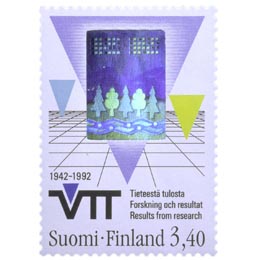 1942-1992
VTT
Tieteestä tulosta
Forskning och resultat
Results from research
Suomi·Finland 3,40